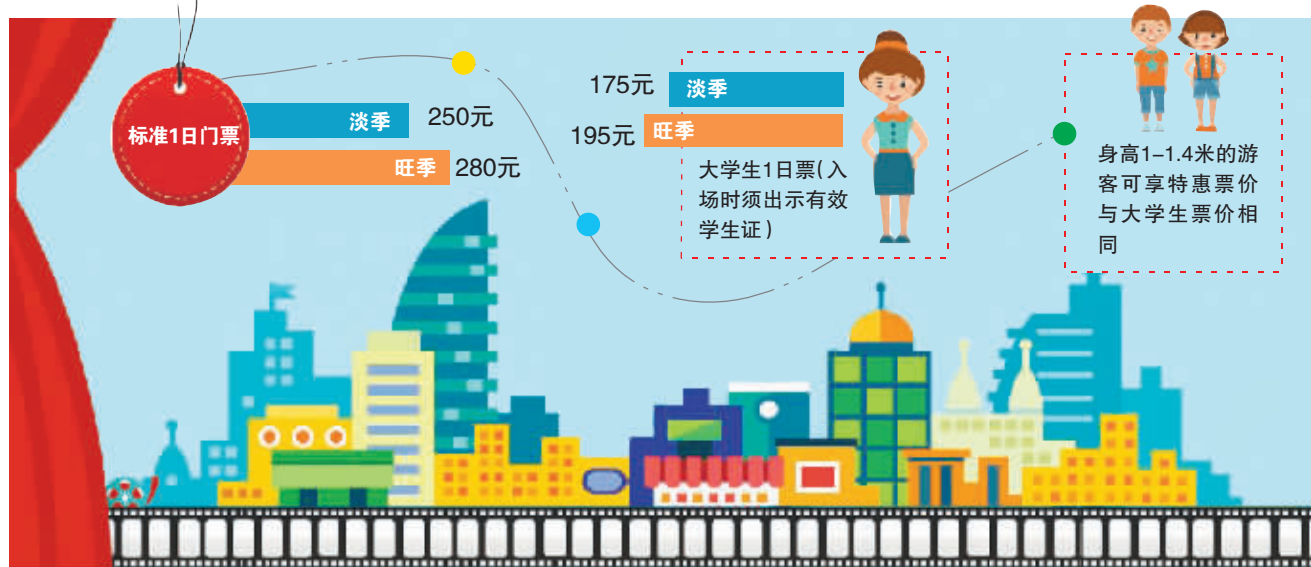 标准1日门票
淡季 250元
旺季 280元
175元 淡季
195元 旺季
大学生1日票(入
场时须出示有效
学生证)
身高1-1.4米的游
客可享特惠票价
与大学生票价相
同